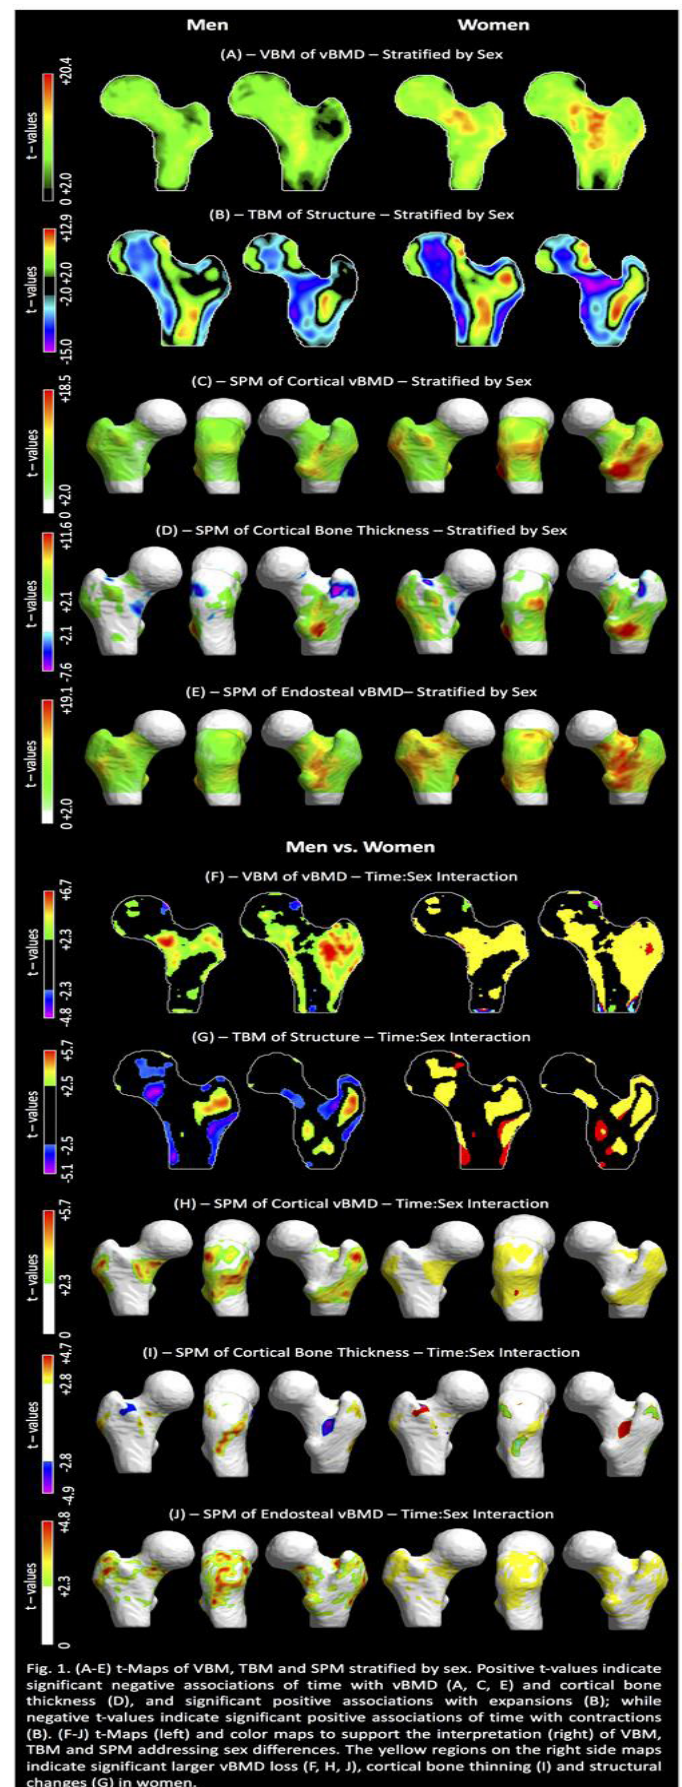 Men Women
(A) – VBM of vBMD – Stratified by Sex
t – values
+20.4
+2.0
0
(B) – TBM of Structure – Stratified by Sex
t – values
+12.9
+2.0
-2.0
-15.0
(C) – SPM of Cortical vBMD – Stratified by Sex
t – values
+18.5
+2.0
0
(D) – SPM of Cortical Bone Thickness – Stratified by Sex
t – values
+11.6
+2.1
-2.1
-7.6
(E) – SPM of Endosteal vBMD– Stratified by Sex
t – values
+19.1
+2.0
0
Men vs. Women
(F) – VBM of vBMD – Time:Sex Interaction
t – values
+6.7
+2.3
-2.3
-4.8
(G) – TBM of Structure – Time:Sex Interaction
t – values
+5.7
+2.5
-2.5
-5.1
(H) – SPM of Cortical vBMD – Time:Sex Interaction
t – values
+5.7
+2.3
0
(I) – SPM of Cortical Bone Thickness – Time:Sex Interaction
t – values
+4.7
+2.8
-2.8
-4.9
(J) – SPM of Endosteal vBMD – Time:Sex Interaction
t – values
+4.8
+2.3
0
Fig. 1. (A-E) t-Maps of VBM, TBM and SPM stratified by sex. Positive t-values indicate
significant negative associations of time with vBMD (A, C, E) and cortical bone
thickness (D), and significant positive associations with expansions (B); while
negative t-values indicate significant positive associations of time with contractions
(B). (F-J) t-Maps (left) and color maps to support the interpretation (right) of VBM,
TBM and SPM addressing sex differences. The yellow regions on the right side maps
indicate significant larger vBMD loss (F, H, J), cortical bone thinning (I) and structural
changes (G) in women.